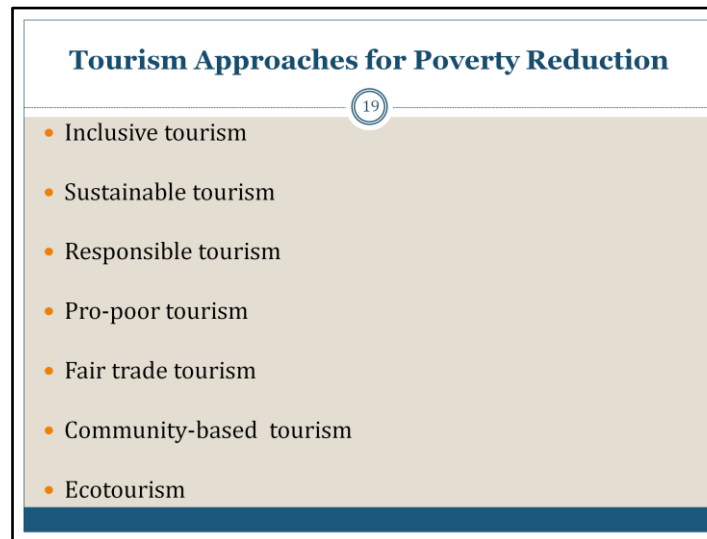 Tourism Approaches for Poverty Reduction
19
• Inclusive tourism
• Sustainable tourism
• Responsible tourism
• Pro-poor tourism
• Fair trade tourism
• Community-based  tourism
• Ecotourism